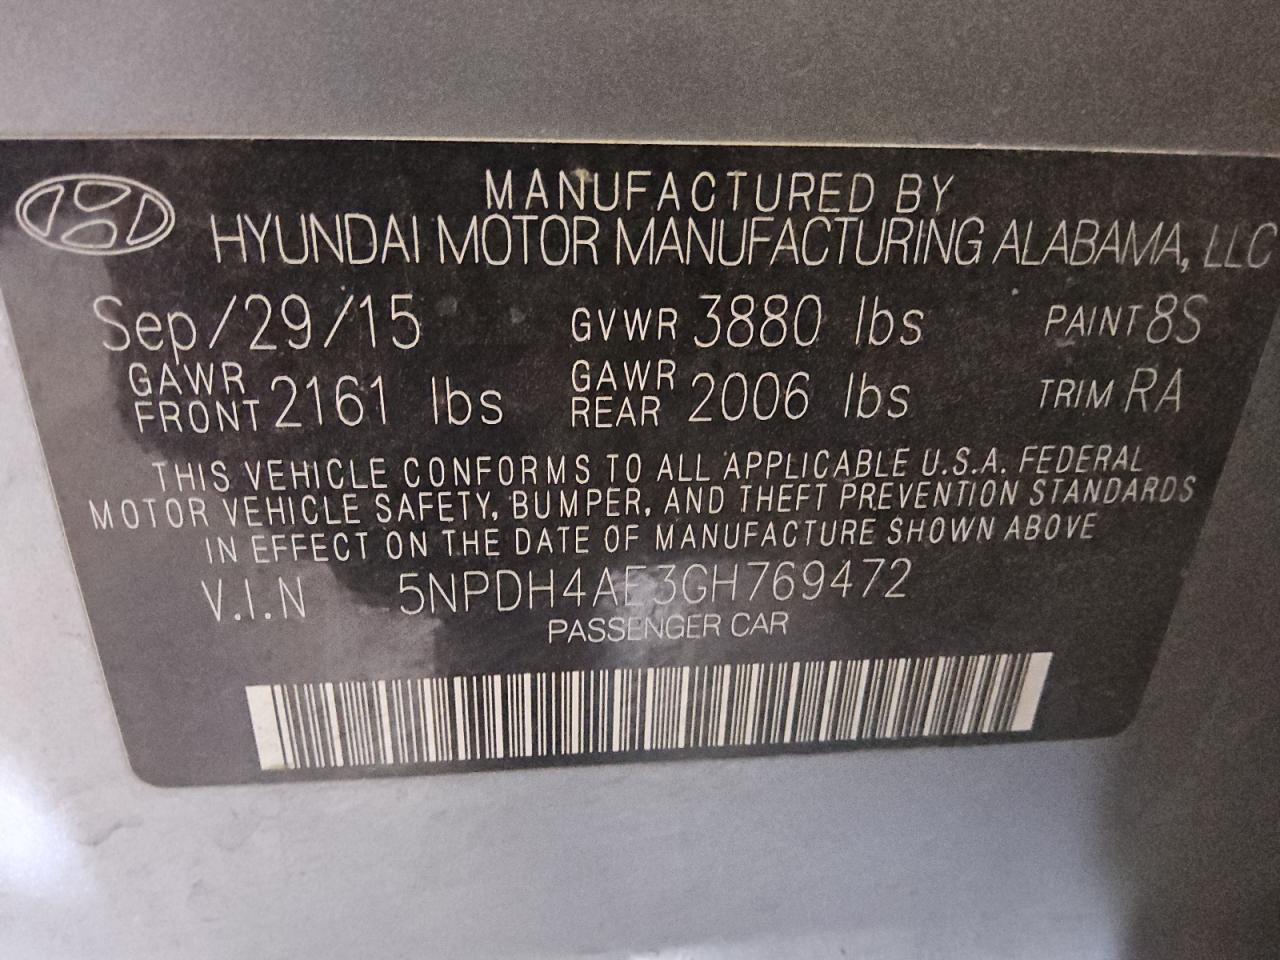 MANUFACTURED BY
HYUNDAI MOTOR MANUFACTURING ALABAMA, LLC
Sep/29/15 GVWR 3880 lbs PAINT 8S
GAWR FRONT 2161 lbs GAWR REAR 2006 lbs TRIM RA
THIS VEHICLE CONFORMS TO ALL APPLICABLE U.S.A. FEDERAL
MOTOR VEHICLE SAFETY, BUMPER, AND THEFT PREVENTION STANDARDS
IN EFFECT ON THE DATE OF MANUFACTURE SHOWN ABOVE
V.I.N 5NPDH4AE3GH769472
PASSENGER CAR